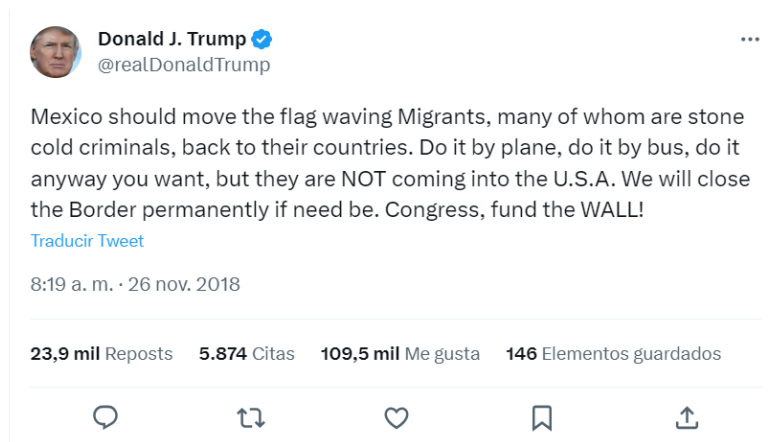 Donald J. Trump
@realDonaldTrump
Mexico should move the flag waving Migrants, many of whom are stone
cold criminals, back to their countries. Do it by plane, do it by bus, do it
anyway you want, but they are NOT coming into the U.S.A. We will close
the Border permanently if need be. Congress, fund the WALL!
Traducir Tweet
8:19 a. m. · 26 nov. 2018
23,9 mil Reposts 5.874 Citas 109,5 mil Me gusta 146 Elementos guardados